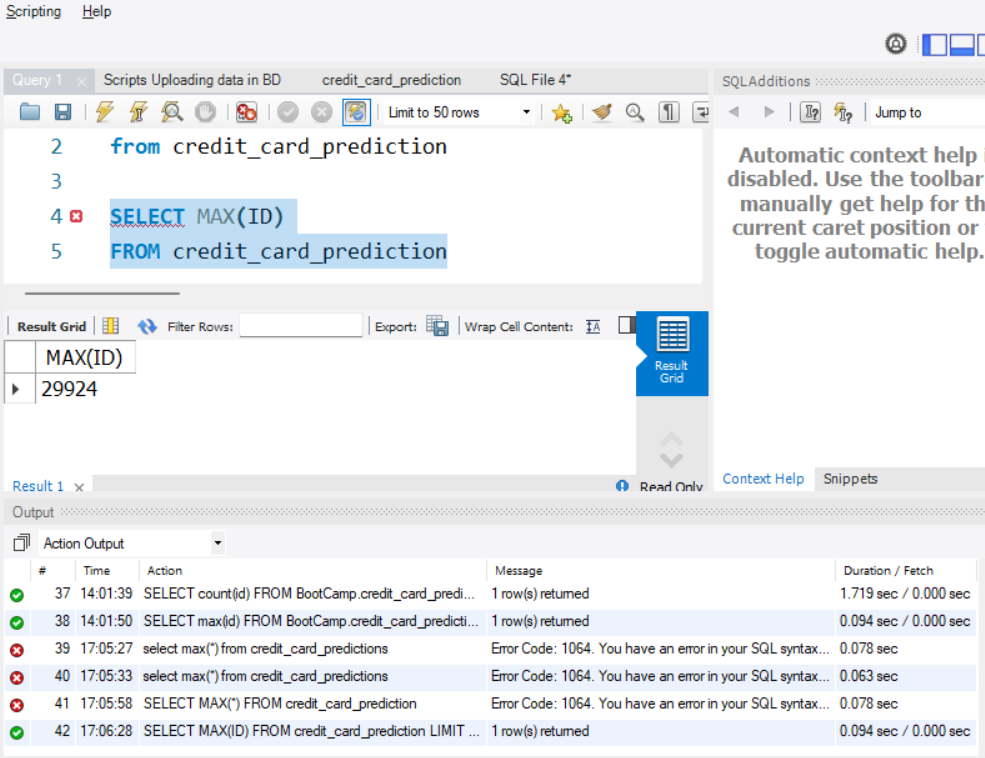 Scripting Help
Query 1 Scripts Uploading data in BD credit_card_prediction SQL File 4*
SQLAdditions
Limit to 50 rows
Jump to
2 from credit_card_prediction
3
4 SELECT MAX(ID)
5 FROM credit_card_prediction
Automatic context help
disabled. Use the toolbar
manually get help for th
current caret position or
toggle automatic help.
Result Grid Filter Rows: Export: Wrap Cell Content:
MAX(ID)
29924
Result
Grid
Result 1 Read Only
Context Help Snippets
Output
Action Output
# Time Action Message Duration / Fetch
37 14:01:39 SELECT count(id) FROM BootCamp.credit_card_predi... 1 row(s) returned 1.719 sec / 0.000 sec
38 14:01:50 SELECT max(id) FROM BootCamp.credit_card_predicti... 1 row(s) returned 0.094 sec / 0.000 sec
39 17:05:27 select max(*) from credit_card_predictions Error Code: 1064. You have an error in your SQL syntax... 0.078 sec
40 17:05:33 select max(*) from credit_card_predictions Error Code: 1064. You have an error in your SQL syntax... 0.063 sec
41 17:05:58 SELECT MAX(*) FROM credit_card_prediction Error Code: 1064. You have an error in your SQL syntax... 0.078 sec
42 17:06:28 SELECT MAX(ID) FROM credit_card_prediction LIMIT ... 1 row(s) returned 0.094 sec / 0.000 sec